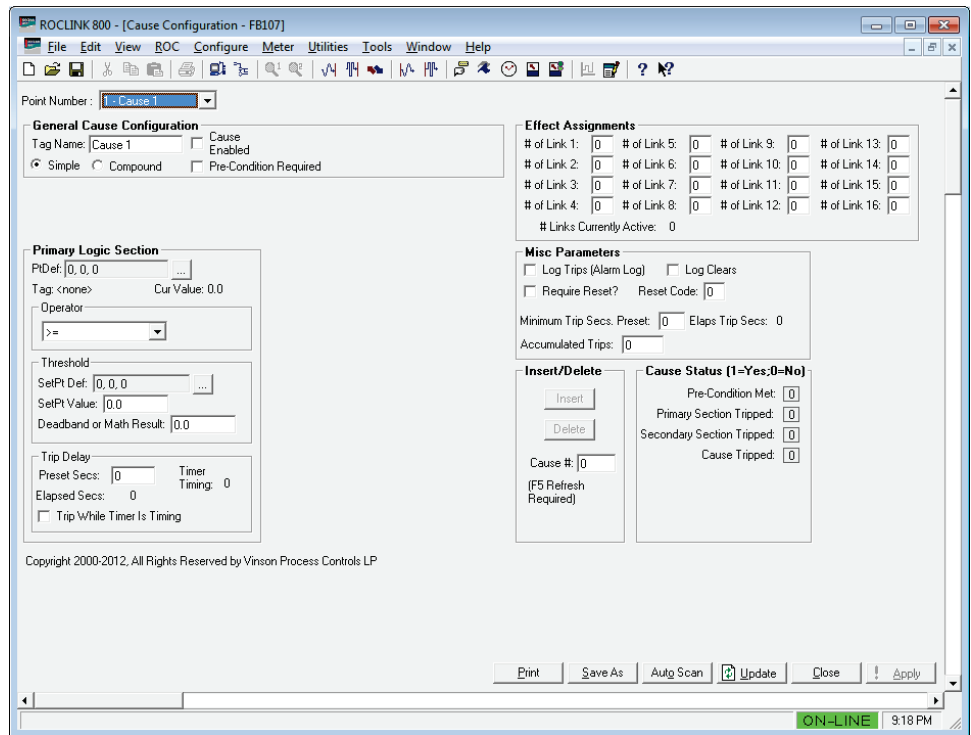 ROCLINK 800 - [Cause Configuration - FB107]
File Edit View ROC Configure Meter Utilities Tools Window Help
Point Number : 1 - Cause 1
General Cause Configuration
Tag Name: Cause 1
Cause Enabled
Simple Compound Pre-Condition Required
Effect Assignments
# of Link 1: 0 # of Link 5: 0 # of Link 9: 0 # of Link 13: 0
# of Link 2: 0 # of Link 6: 0 # of Link 10: 0 # of Link 14: 0
# of Link 3: 0 # of Link 7: 0 # of Link 11: 0 # of Link 15: 0
# of Link 4: 0 # of Link 8: 0 # of Link 12: 0 # of Link 16: 0
# Links Currently Active: 0
Primary Logic Section
PtDef: 0, 0, 0 ...
Tag: <none> Cur Value: 0.0
Operator
>=
Threshold
SetPt Def: 0, 0, 0 ...
SetPt Value: 0.0
Deadband or Math Result: 0.0
Trip Delay
Preset Secs: 0 Timer Timing: 0
Elapsed Secs: 0
Trip While Timer Is Timing
Misc Parameters
Log Trips (Alarm Log) Log Clears
Require Reset? Reset Code: 0
Minimum Trip Secs. Preset: 0 Elaps Trip Secs: 0
Accumulated Trips: 0
Insert/Delete
Insert
Delete
Cause #: 0
(F5 Refresh
Required)
Cause Status (1=Yes;0=No)
Pre-Condition Met: 0
Primary Section Tripped: 0
Secondary Section Tripped: 0
Cause Tripped: 0
Copyright 2000-2012, All Rights Reserved by Vinson Process Controls LP
Print Save As Auto Scan Update Close ! Apply
ON-LINE 9:18 PM